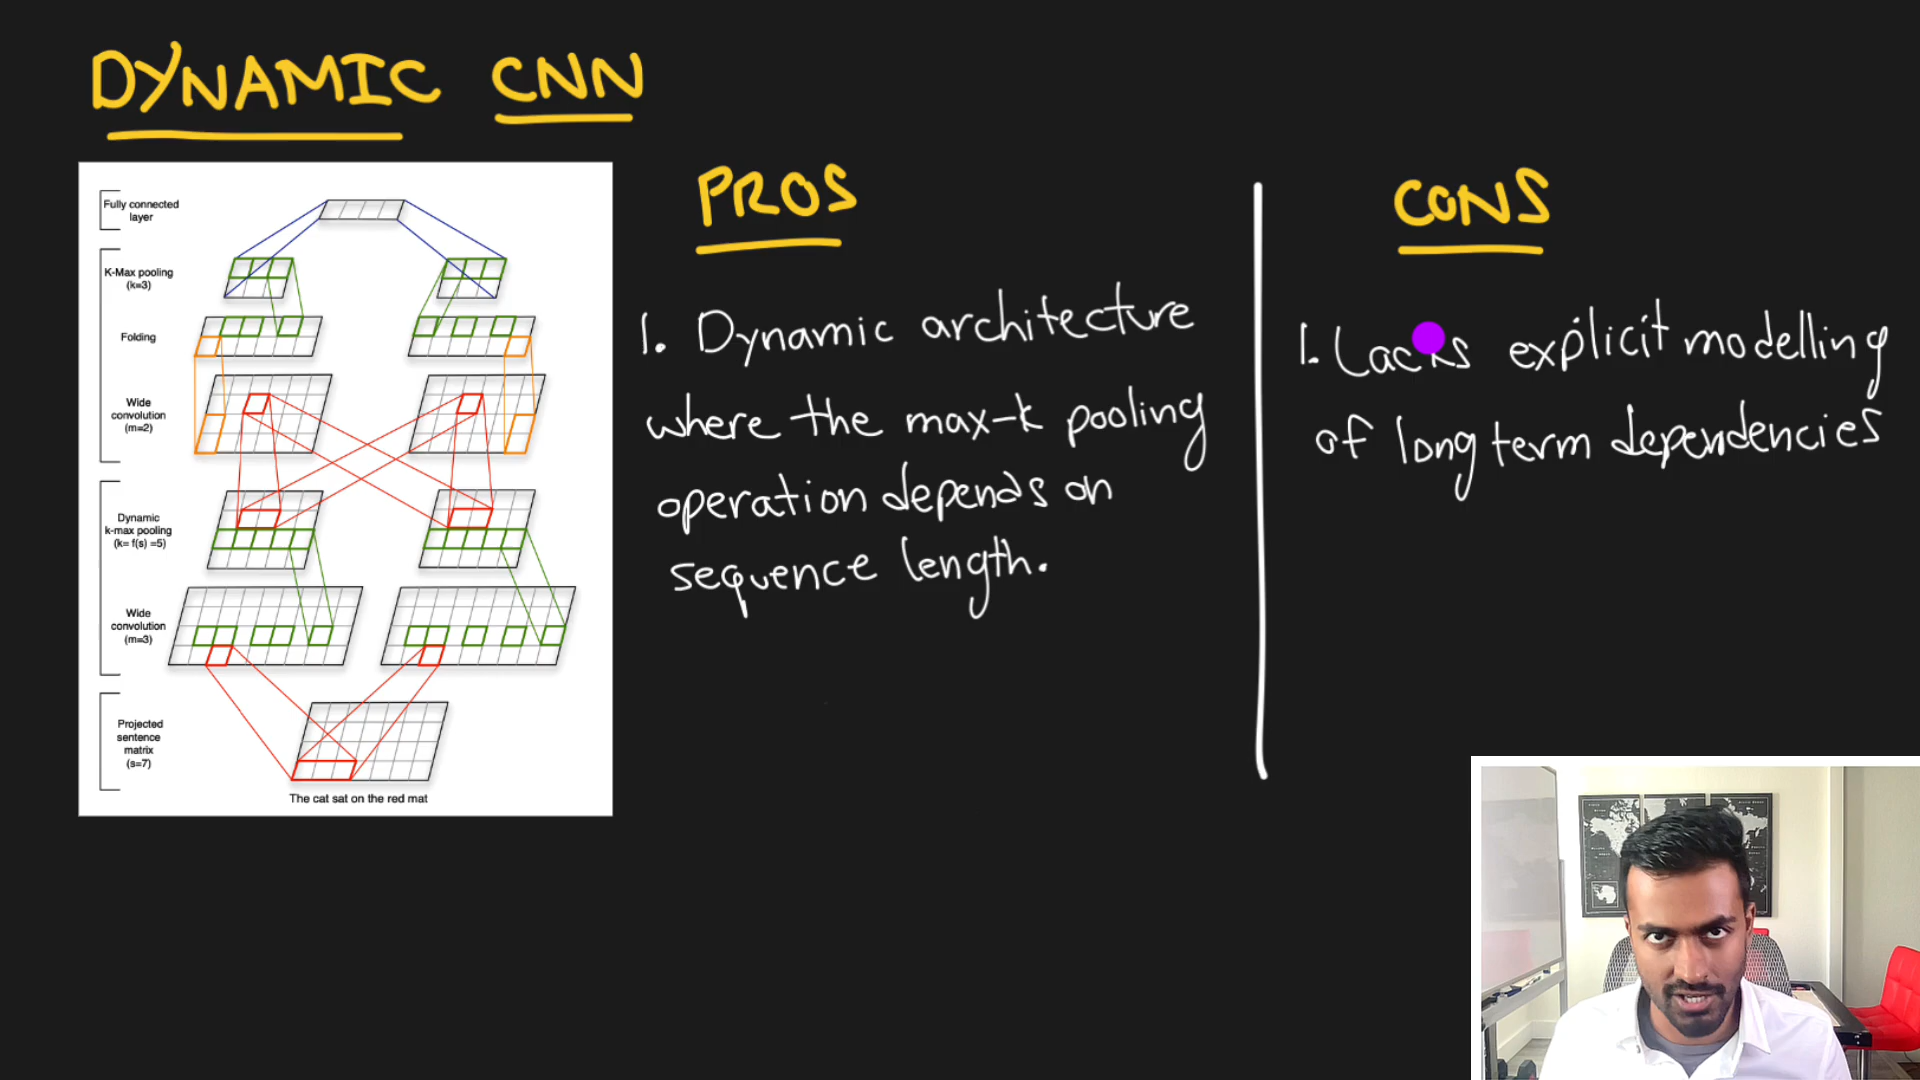 DYNAMIC CNN
Fully connected
layer
K-Max pooling
(k=3)
Folding
Wide
convolution
(m=2)
Dynamic
k-max pooling
(k= f(s) =5)
Wide
convolution
(m=3)
Projected
sentence
matrix
(s=7)
The cat sat on the red mat
PROS
1. Dynamic architecture
where the max-k pooling
operation depends on
sequence length.
CONS
1. Lacks explicit modelling
of long term dependencies